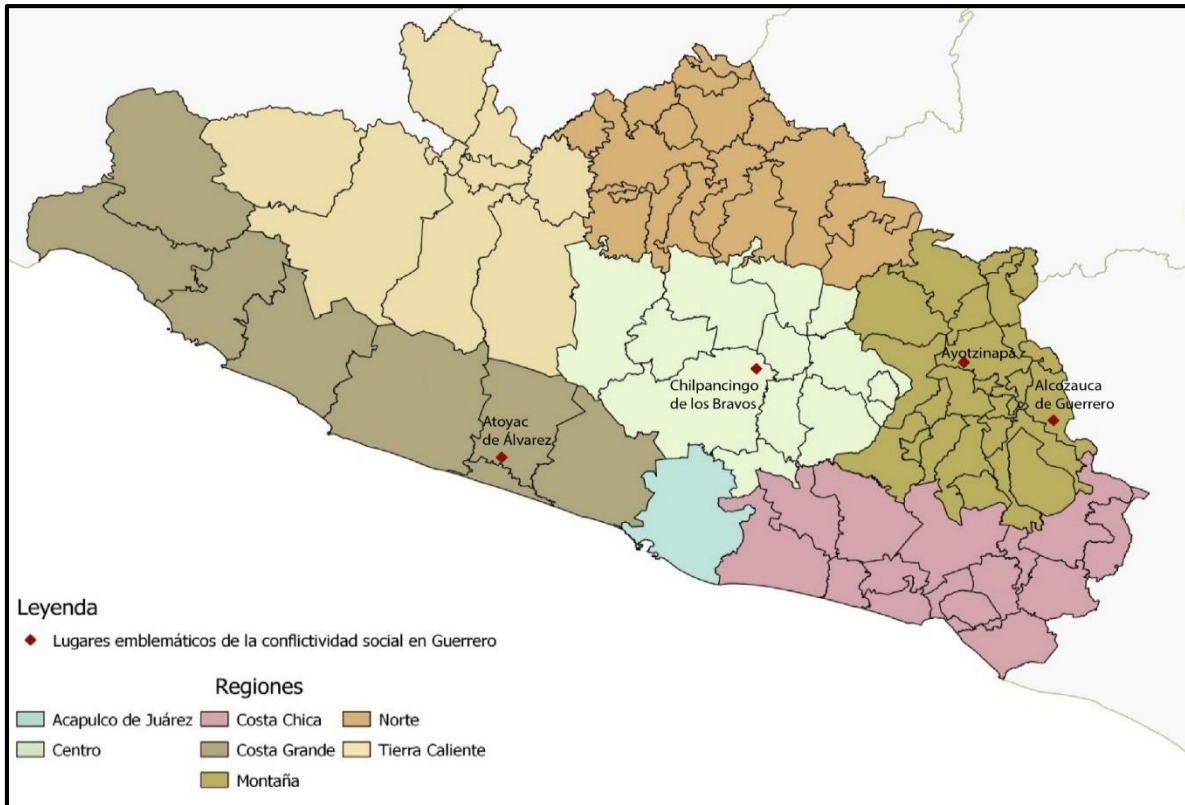 Ayotzinapa
Chilpancingo
de los Bravos
Alcozauca
de Guerrero
Atoyac
de Álvarez
Leyenda
Lugares emblemáticos de la conflictividad social en Guerrero
Regiones
Acapulco de Juárez
Costa Chica
Norte
Centro
Costa Grande
Tierra Caliente
Montaña